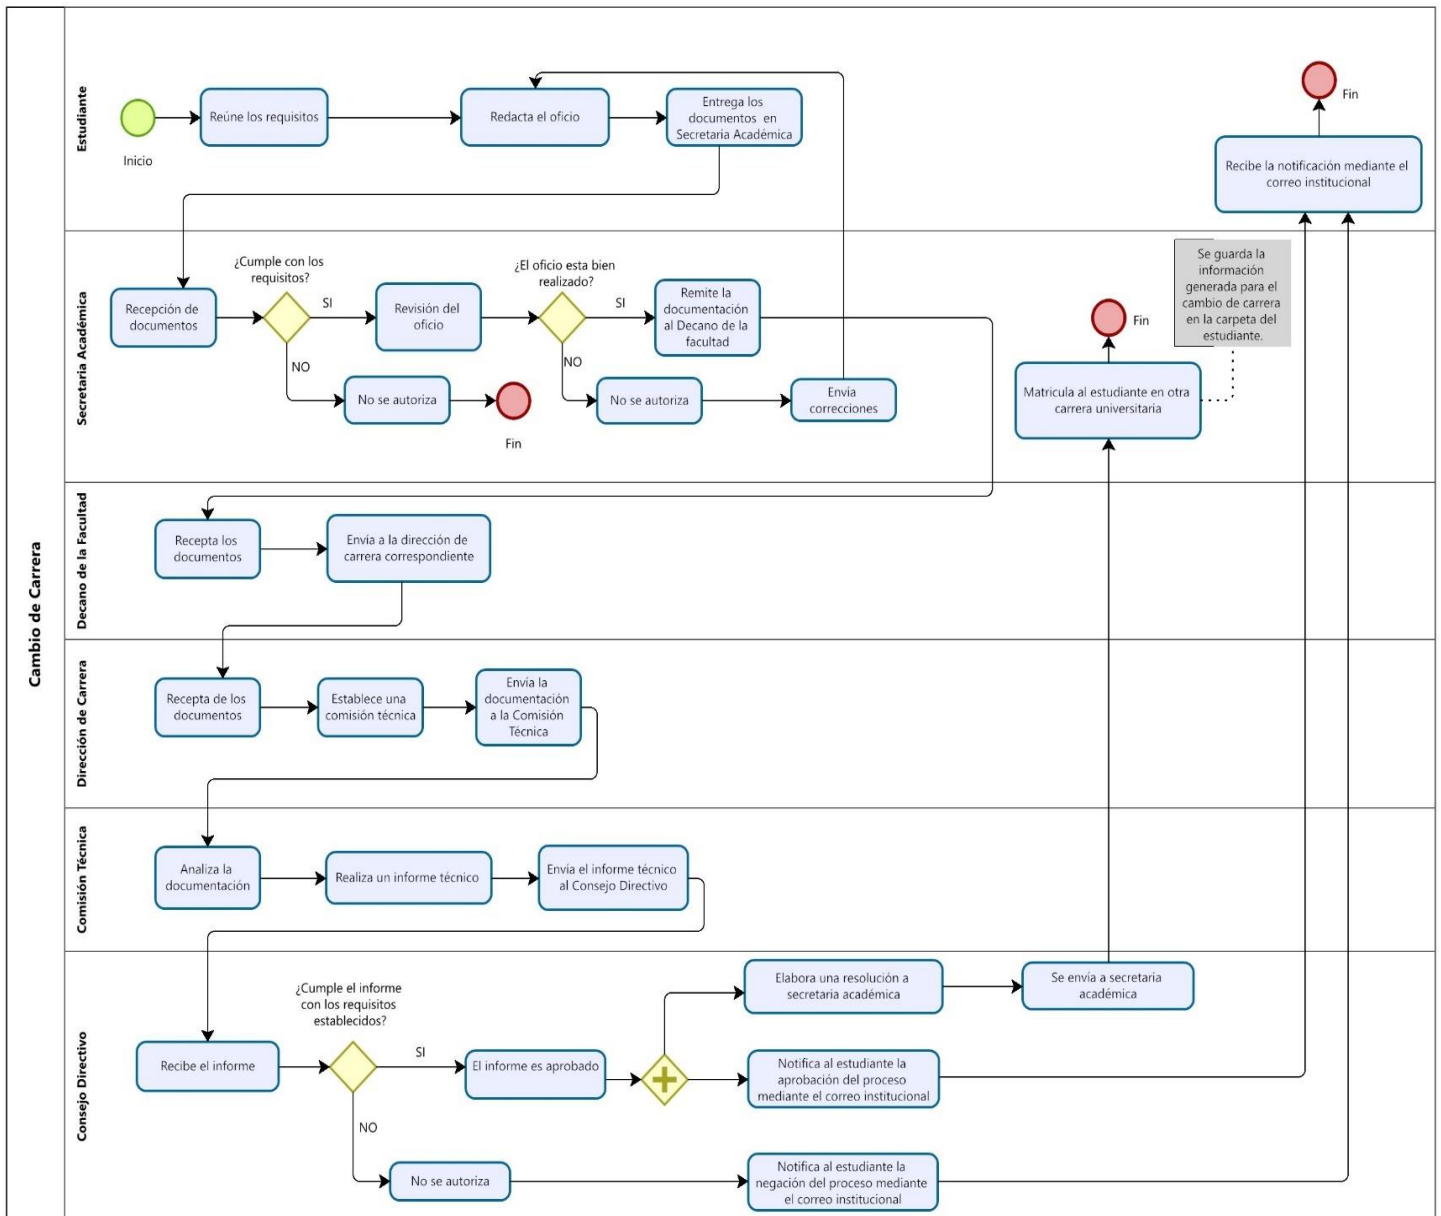 Cambio de Carrera
Estudiante
Inicio
Reúne los requisitos
Redacta el oficio
Entrega los
documentos en
Secretaria Académica
Recibe la notificación mediante el
correo institucional
Fin
Secretaria Académica
Recepción de
documentos
¿Cumple con los
requisitos?
SI
NO
Revisión del
oficio
No se autoriza
Fin
¿El oficio esta bien
realizado?
SI
NO
Remite la
documentación
al Decano de la
facultad
No se autoriza
Envía
correcciones
Fin
Matricula al estudiante en otra
carrera universitaria
Se guarda la
información
generada para el
cambio de carrera
en la carpeta del
estudiante.
Decano de la Facultad
Recepta los
documentos
Envía a la dirección de
carrera correspondiente
Dirección de Carrera
Recepta de los
documentos
Establece una
comisión técnica
Envía la
documentación
a la Comisión
Técnica
Comisión Técnica
Analiza la
documentación
Realiza un informe técnico
Envía el informe técnico
al Consejo Directivo
Consejo Directivo
Recibe el informe
¿Cumple el informe
con los requisitos
establecidos?
SI
NO
El informe es aprobado
Elabora una resolución a
secretaria académica
Se envía a secretaria
académica
Notifica al estudiante la
aprobación del proceso
mediante el correo institucional
No se autoriza
Notifica al estudiante la
negación del proceso mediante
el correo institucional